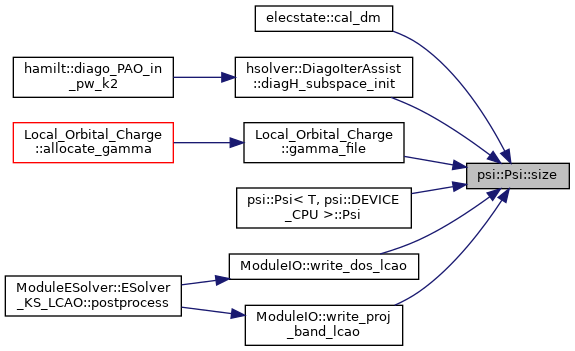 elecstate::cal_dm
hamilt::diago_PAO_in
_pw_k2
hsolver::DiagoIterAssist
::diagH_subspace_init
Local_Orbital_Charge
::allocate_gamma
Local_Orbital_Charge
::gamma_file
psi::Psi::size
psi::Psi< T, psi::DEVICE
_CPU >::Psi
ModuleIO::write_dos_lcao
ModuleESolver::ESolver
_KS_LCAO::postprocess
ModuleIO::write_proj
_band_lcao